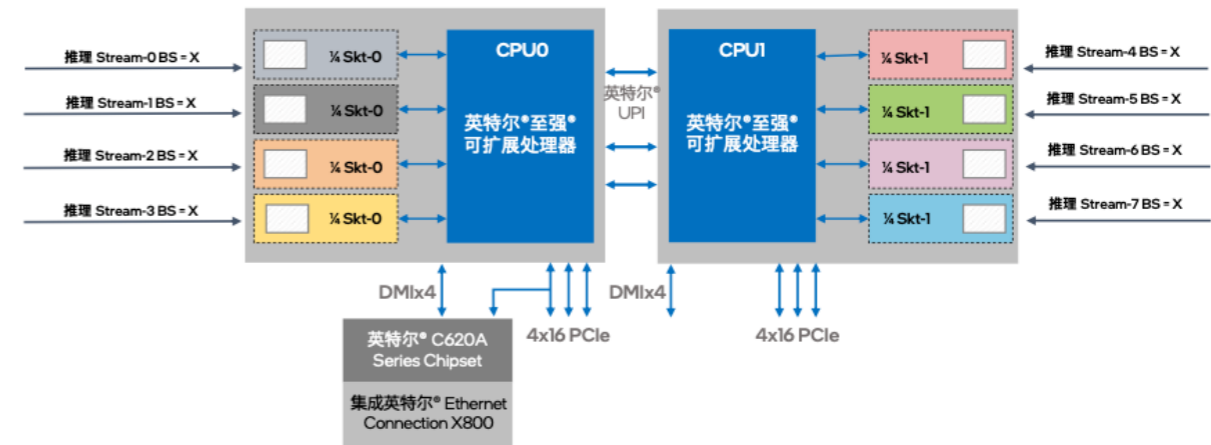 推理 Stream-0 BS = X
推理 Stream-1 BS = X
推理 Stream-2 BS = X
推理 Stream-3 BS = X
¼ Skt-0
¼ Skt-0
¼ Skt-0
¼ Skt-0
CPU0
英特尔®至强®
可扩展处理器
英特尔®
UPI
CPU1
英特尔®至强®
可扩展处理器
¼ Skt-1
¼ Skt-1
¼ Skt-1
¼ Skt-1
推理 Stream-4 BS = X
推理 Stream-5 BS = X
推理 Stream-6 BS = X
推理 Stream-7 BS = X
DMIx4
4x16 PCIe
DMIx4
4x16 PCIe
英特尔® C620A
Series Chipset
集成英特尔® Ethernet
Connection X800